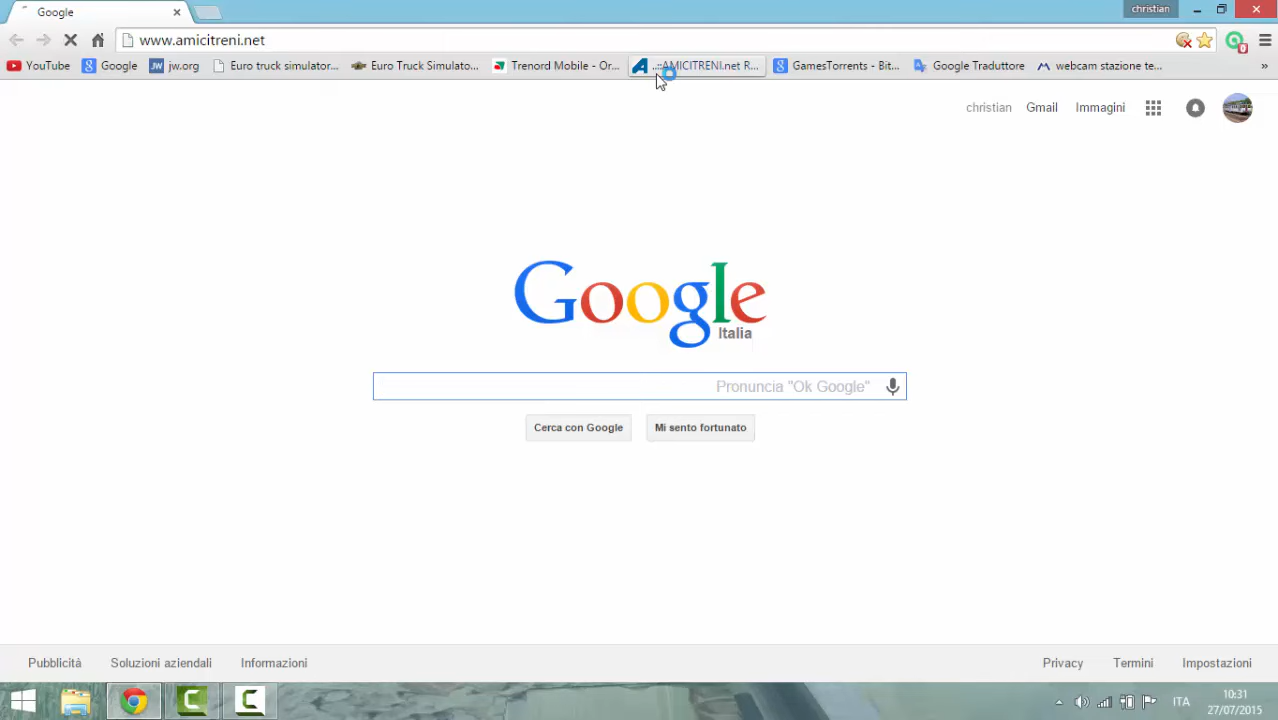 Google
christian
www.amicitreni.net
YouTube Google jw.org Euro truck simulator... Euro Truck Simulato... Trenord Mobile - Or... ..::AMICITRENI.net R... GamesTorrents - Bit... Google Traduttore webcam stazione te... »
christian Gmail Immagini
Google
Italia
Pronuncia "Ok Google"
Cerca con Google Mi sento fortunato
Pubblicità Soluzioni aziendali Informazioni Privacy Termini Impostazioni
ITA
10:31
27/07/2015